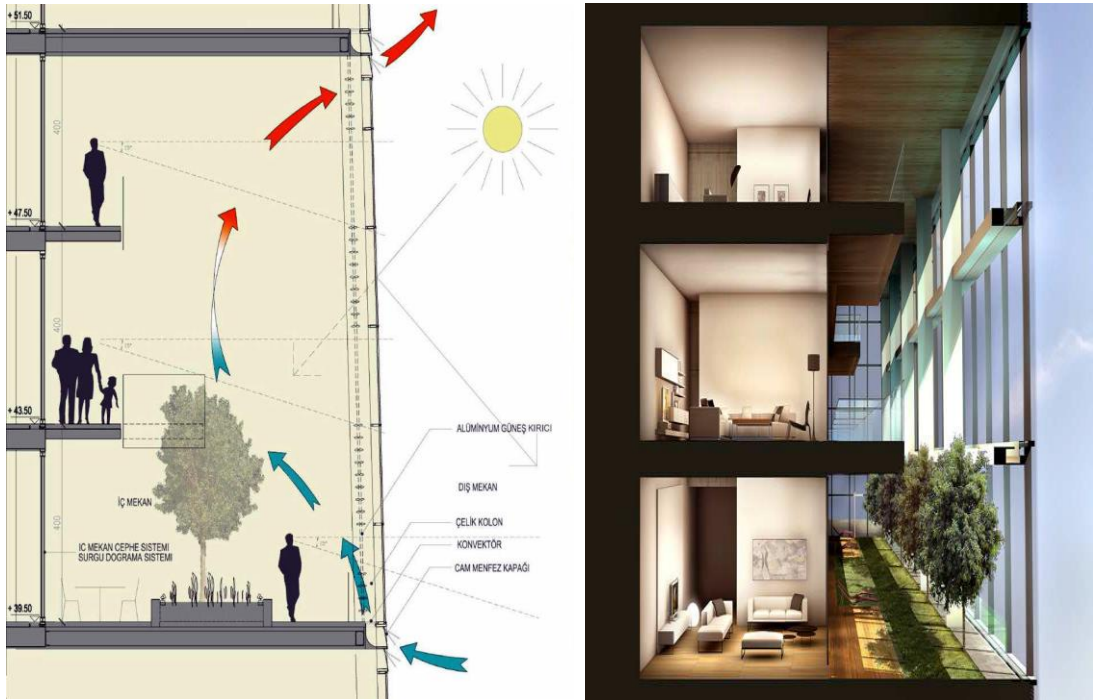 + 51.50
400
+ 47.50
400
+ 43.50
ALÜMİNYUM GÜNEŞ KIRICI
DIŞ MEKAN
İÇ MEKAN
400
ÇELİK KOLON
IC MEKAN CEPHE SİSTEMİ
SURGU DOGRAMA SİSTEMİ
KONVEKTÖR
CAM MENFEZ KAPAĞI
+ 39.50